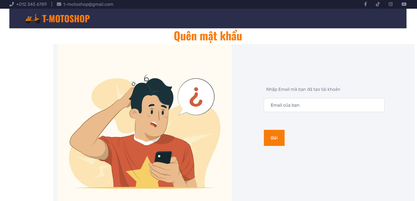 +012 345 6789 | t-motoshop@gmail.com
T-MOTOSHOP
Quên mật khẩu
¿
Nhập Email mà bạn đã tạo tài khoản
Email của bạn
Gửi